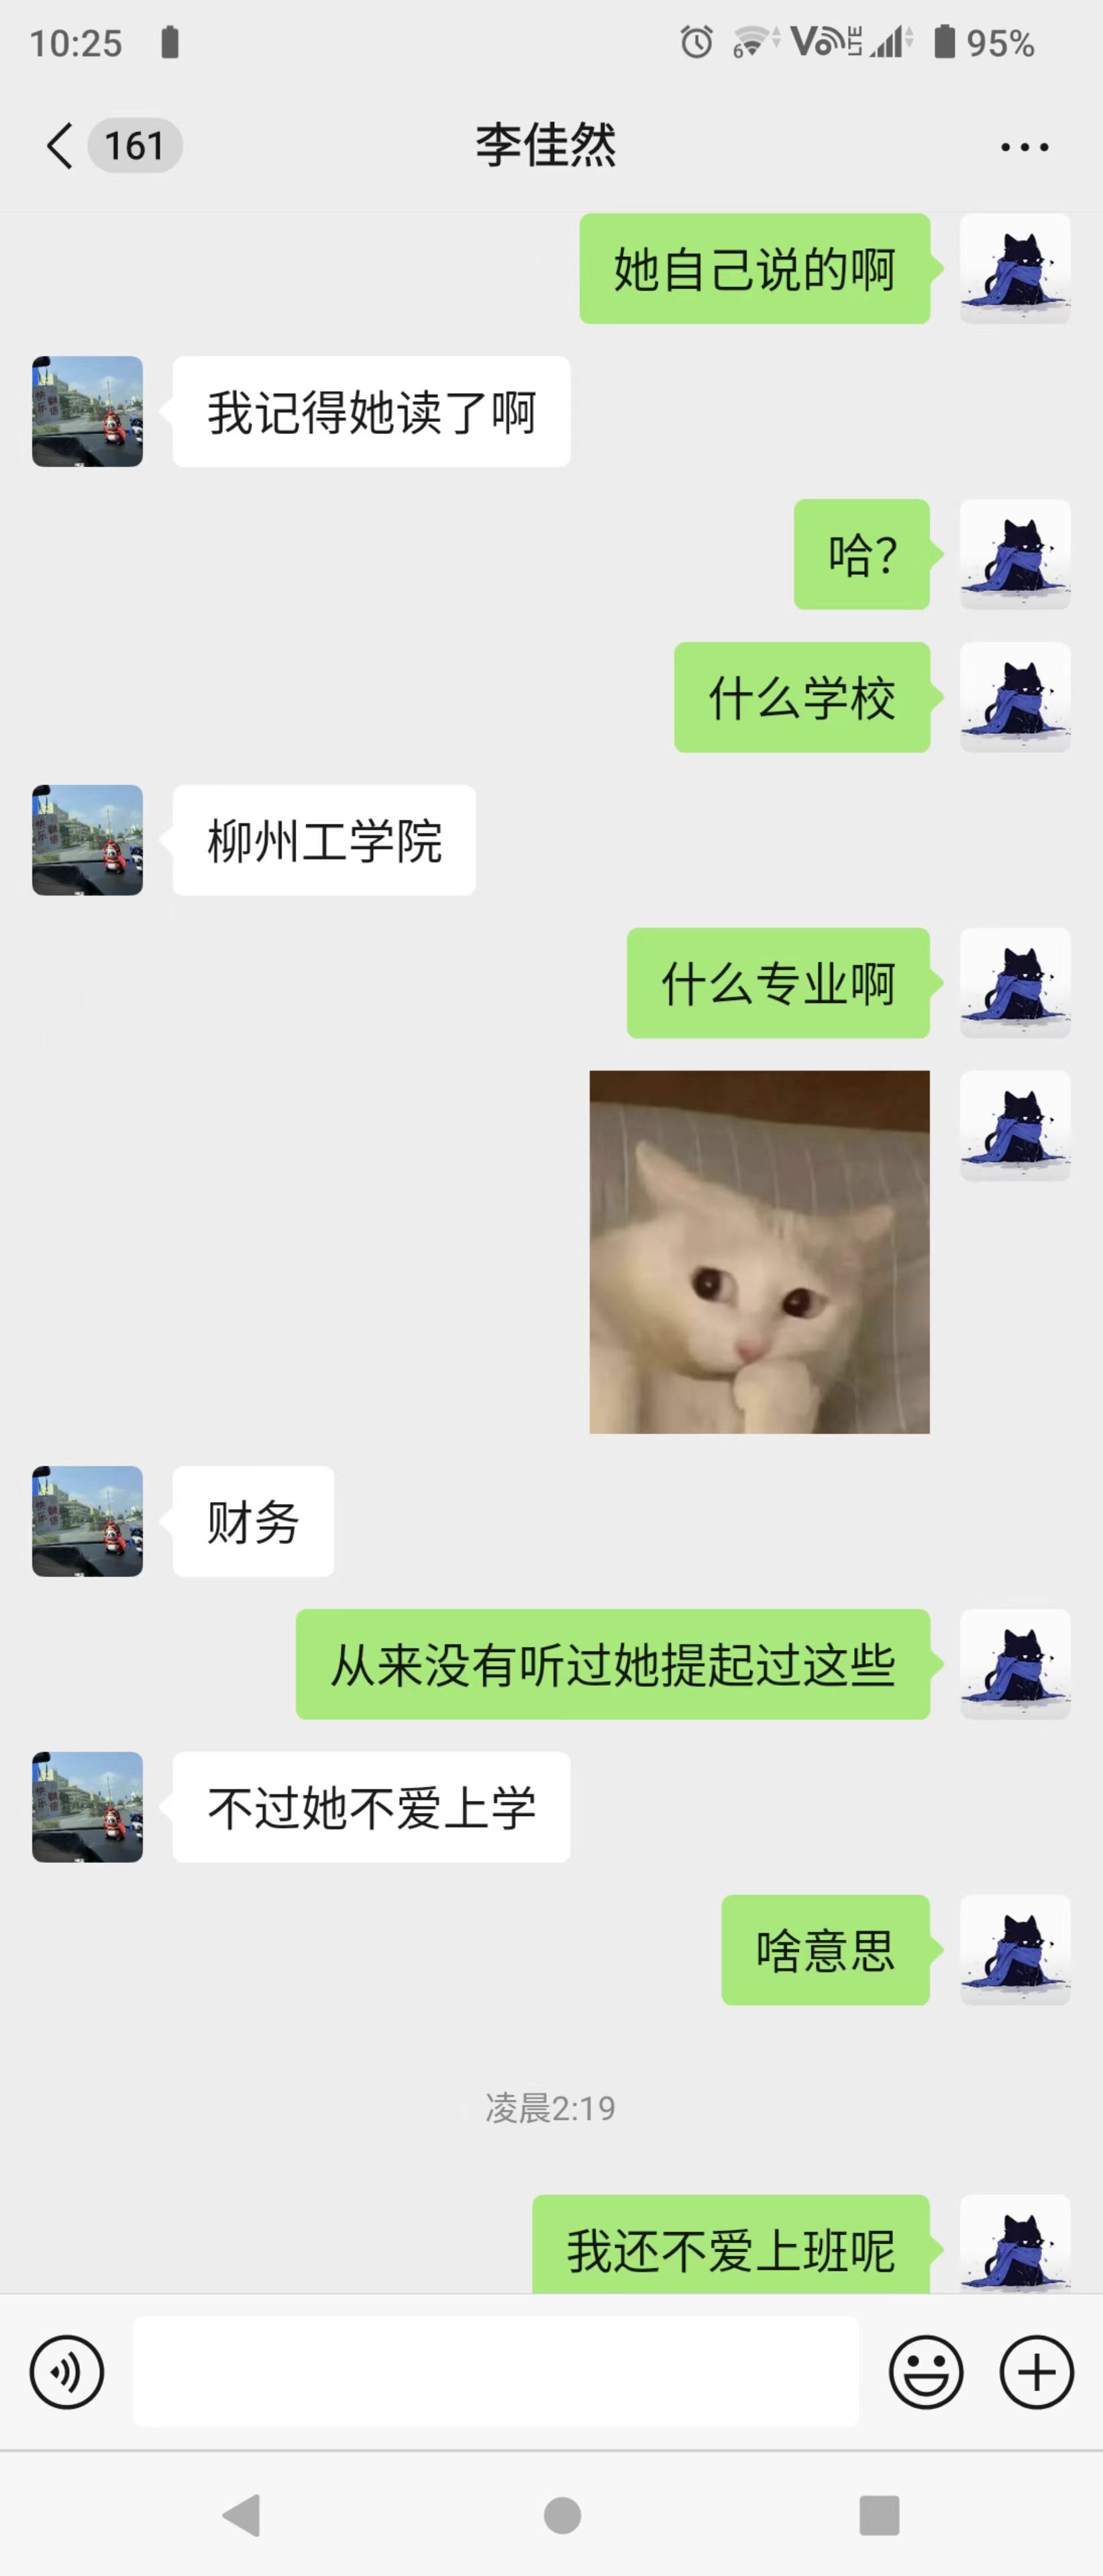 10:25
6
Vo
LTE
95%
161
李佳然
她自己说的啊
我记得她读了啊
哈?
什么学校
柳州工学院
什么专业啊
财务
从来没有听过她提起过这些
不过她不爱上学
啥意思
凌晨2:19
我还不爱上班呢